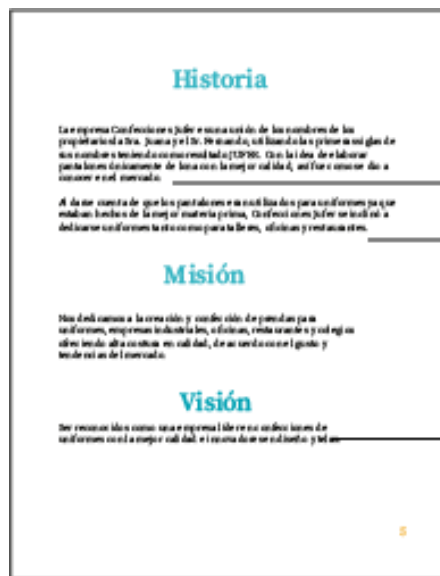 Historia
La empresa Confecciones Jufer es una unión de los nombres de los
propietarios la Sra. Juana y el Sr. Fernando, utilizando las primeras siglas de
sus nombres teniendo como resultado JUFER. Con la idea de elaborar
pantalones únicamente de lona con la mejor calidad, así fue como se dio a
conocer en el mercado.
Al darse cuenta de que los pantalones eran utilizados para uniformes ya que
estaban hechos de la mejor materia prima, Confecciones Jufer se inclinó a
dedicarse uniformes tanto como para talleres, oficinas y restaurantes.
Misión
Nos dedicamos a la creación y confección de prendas para
uniformes, empresas industriales, oficinas, restaurantes y colegios
ofreciendo alta costura en calidad, de acuerdo con el gusto y
tendencias del mercado.
Visión
Ser reconocidos como una empresa líder en confecciones de
uniformes con la mejor calidad e innovadores en diseño y telas.
5